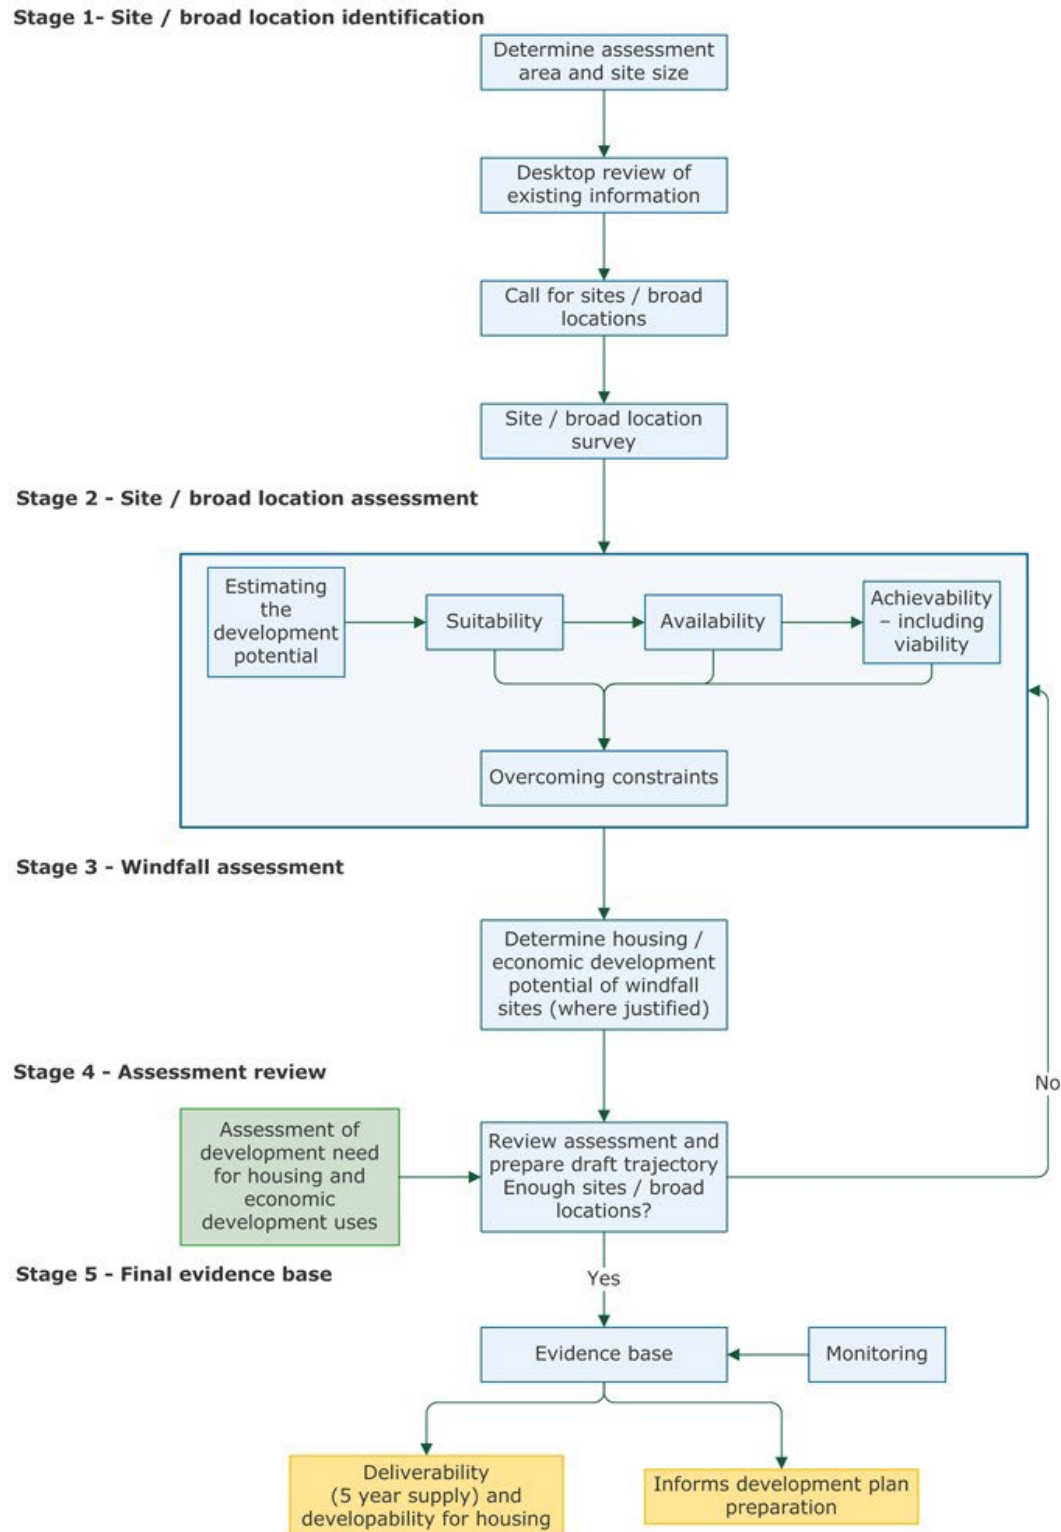 Stage 1- Site / broad location identification
Determine assessment
area and site size
Desktop review of
existing information
Call for sites / broad
locations
Site / broad location
survey
Stage 2 - Site / broad location assessment
Estimating
the
development
potential
Suitability
Availability
Achievability
– including
viability
Overcoming constraints
Stage 3 - Windfall assessment
Determine housing /
economic development
potential of windfall
sites (where justified)
Stage 4 - Assessment review
No
Assessment of
development need
for housing and
economic
development uses
Review assessment and
prepare draft trajectory
Enough sites / broad
locations?
Stage 5 - Final evidence base
Yes
Evidence base
Monitoring
Deliverability
(5 year supply) and
developability for housing
Informs development plan
preparation